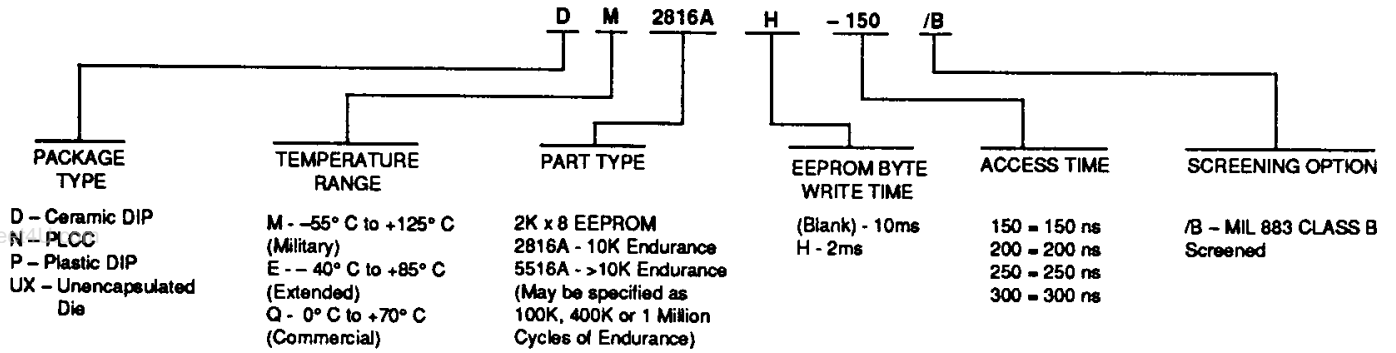 D M 2816A H – 150 /B
PACKAGE
TYPE
D – Ceramic DIP
N – PLCC
P – Plastic DIP
UX – Unencapsulated
Die
TEMPERATURE
RANGE
M - –55° C to +125° C
(Military)
E - – 40° C to +85° C
(Extended)
Q - 0° C to +70° C
(Commercial)
PART TYPE
2K x 8 EEPROM
2816A - 10K Endurance
5516A - >10K Endurance
(May be specified as
100K, 400K or 1 Million
Cycles of Endurance)
EEPROM BYTE
WRITE TIME
(Blank) - 10ms
H - 2ms
ACCESS TIME
150 = 150 ns
200 = 200 ns
250 = 250 ns
300 = 300 ns
SCREENING OPTION
/B – MIL 883 CLASS B
Screened